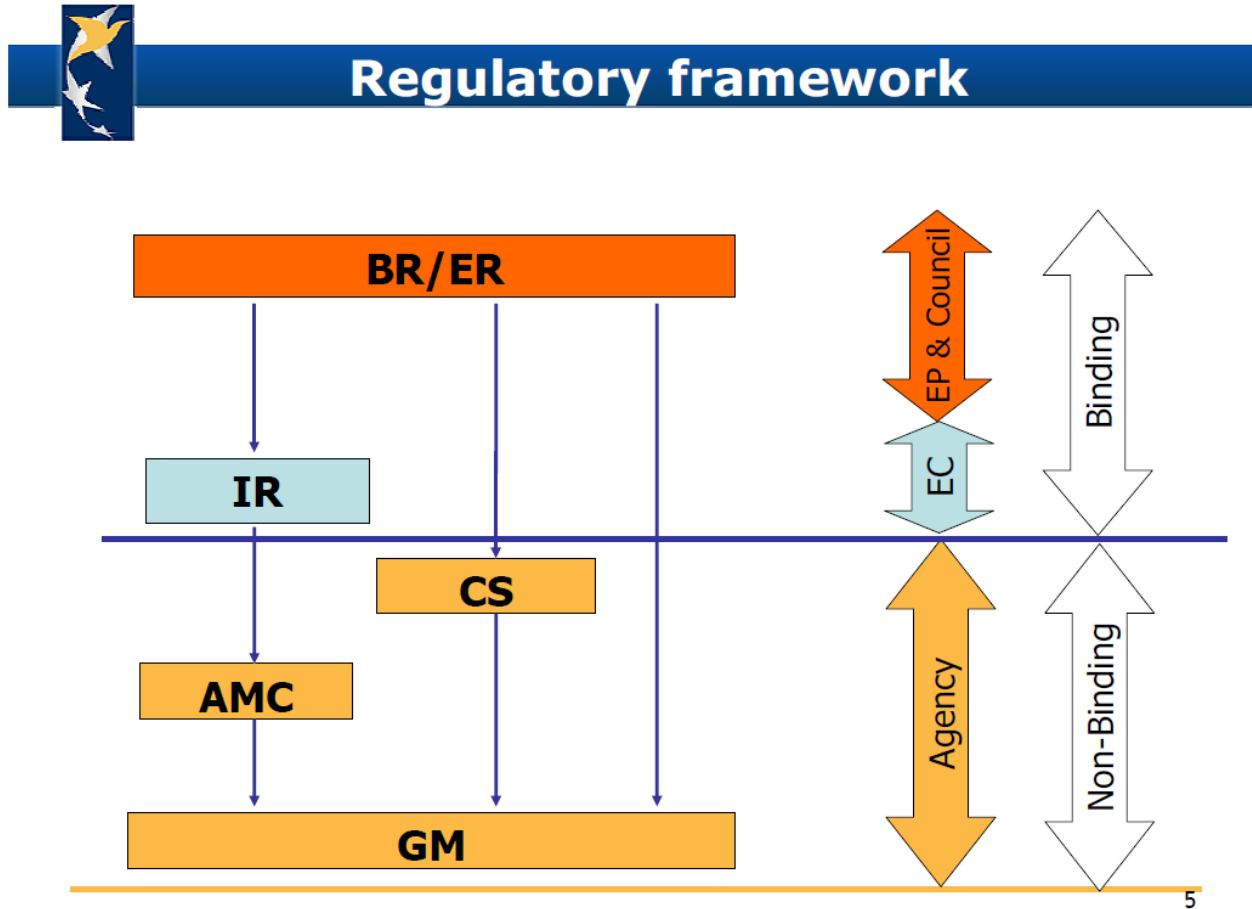 Regulatory framework
BR/ER
IR
CS
AMC
GM
EP & Council
EC
Agency
Binding
Non-Binding
5